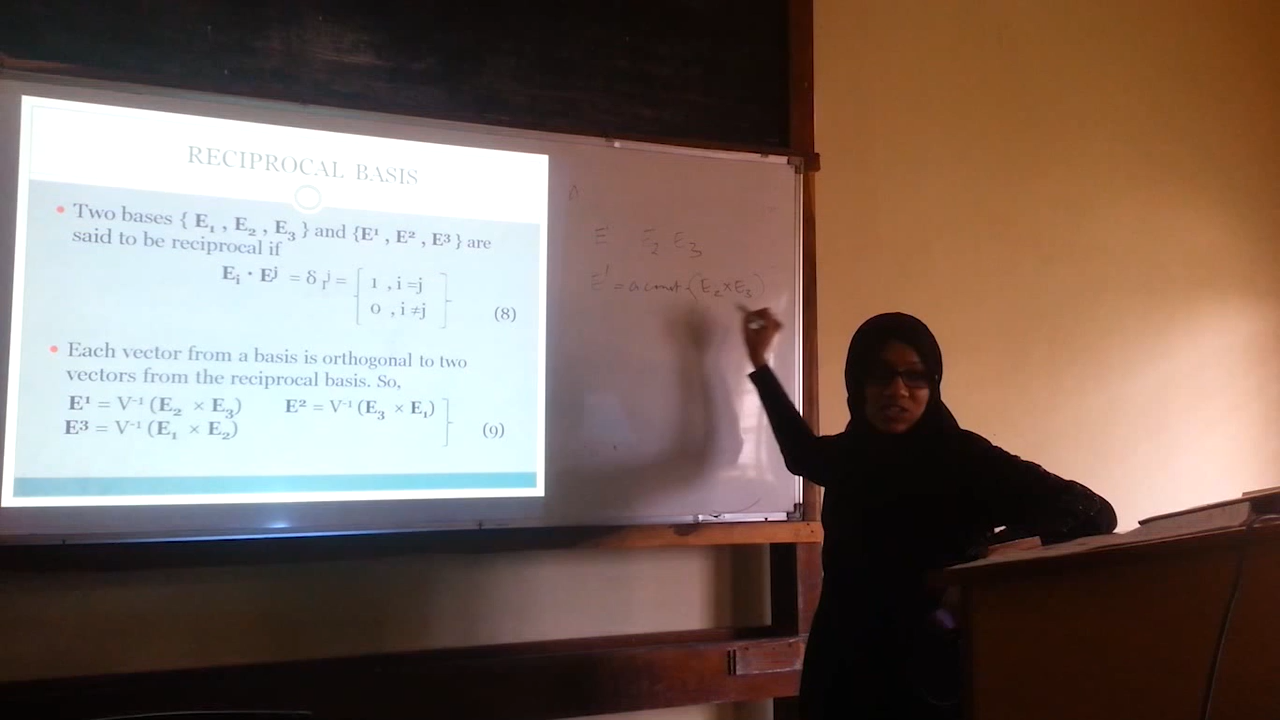 RECIPROCAL BASIS
• Two bases { E₁ , E₂ , E₃ } and {E¹ , E² , E³ } are
said to be reciprocal if
Eᵢ · Eʲ = δᵢʲ = [ 1 , i =j
0 , i ≠j ] (8)
• Each vector from a basis is orthogonal to two
vectors from the reciprocal basis. So,
E¹ = V⁻¹ (E₂ × E₃) E² = V⁻¹ (E₃ × E₁)
E³ = V⁻¹ (E₁ × E₂) (9)
E E₂ E₃
E¹ = a const (E₂×E₃)